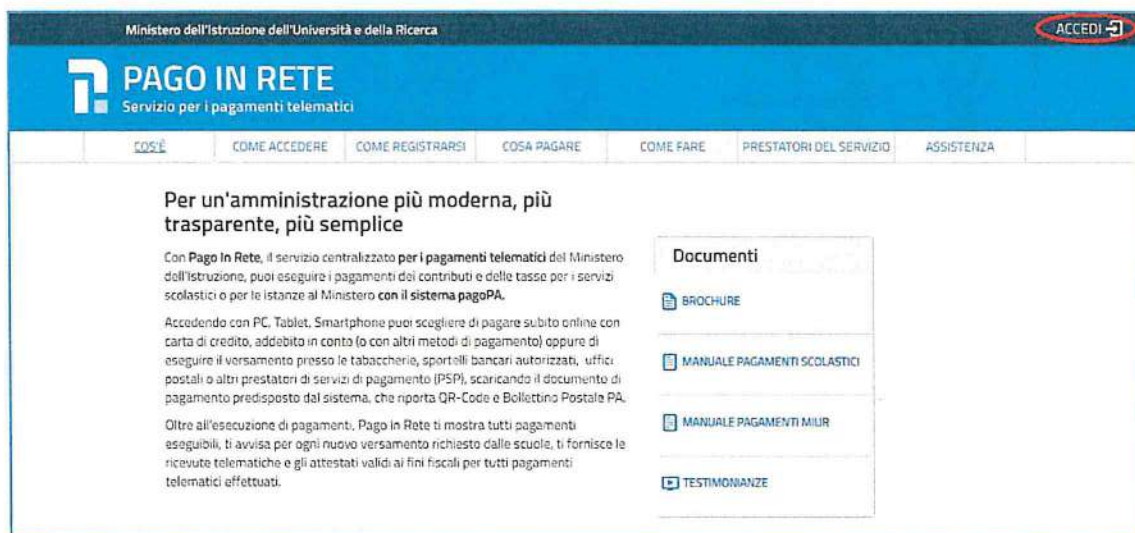 Ministero dell'Istruzione dell'Università e della Ricerca
ACCEDI
PAGO IN RETE
Servizio per i pagamenti telematici
COS'È
COME ACCEDERE
COME REGISTRARSI
COSA PAGARE
COME FARE
PRESTATORI DEL SERVIZIO
ASSISTENZA
Per un'amministrazione più moderna, più
trasparente, più semplice
Con Pago In Rete, il servizio centralizzato per i pagamenti telematici del Ministero
dell'Istruzione, puoi eseguire i pagamenti dei contributi e delle tasse per i servizi
scolastici o per le istanze al Ministero con il sistema pagoPA.
Accedendo con PC, Tablet, Smartphone puoi scegliere di pagare subito online con
carta di credito, addebito in conto (o con altri metodi di pagamento) oppure di
eseguire il versamento presso le tabaccherie, sportelli bancari autorizzati, uffici
postali o altri prestatori di servizi di pagamento (PSP), scaricando il documento di
pagamento predisposto dal sistema, che riporta QR-Code e Bollettino Postale PA.
Oltre all'esecuzione di pagamenti, Pago in Rete ti mostra tutti pagamenti
eseguibili, ti avvisa per ogni nuovo versamento richiesto dalle scuole, ti fornisce le
ricevute telematiche e gli attestati validi ai fini fiscali per tutti pagamenti
telematici effettuati.
Documenti
BROCHURE
MANUALE PAGAMENTI SCOLASTICI
MANUALE PAGAMENTI MIUR
TESTIMONIANZE